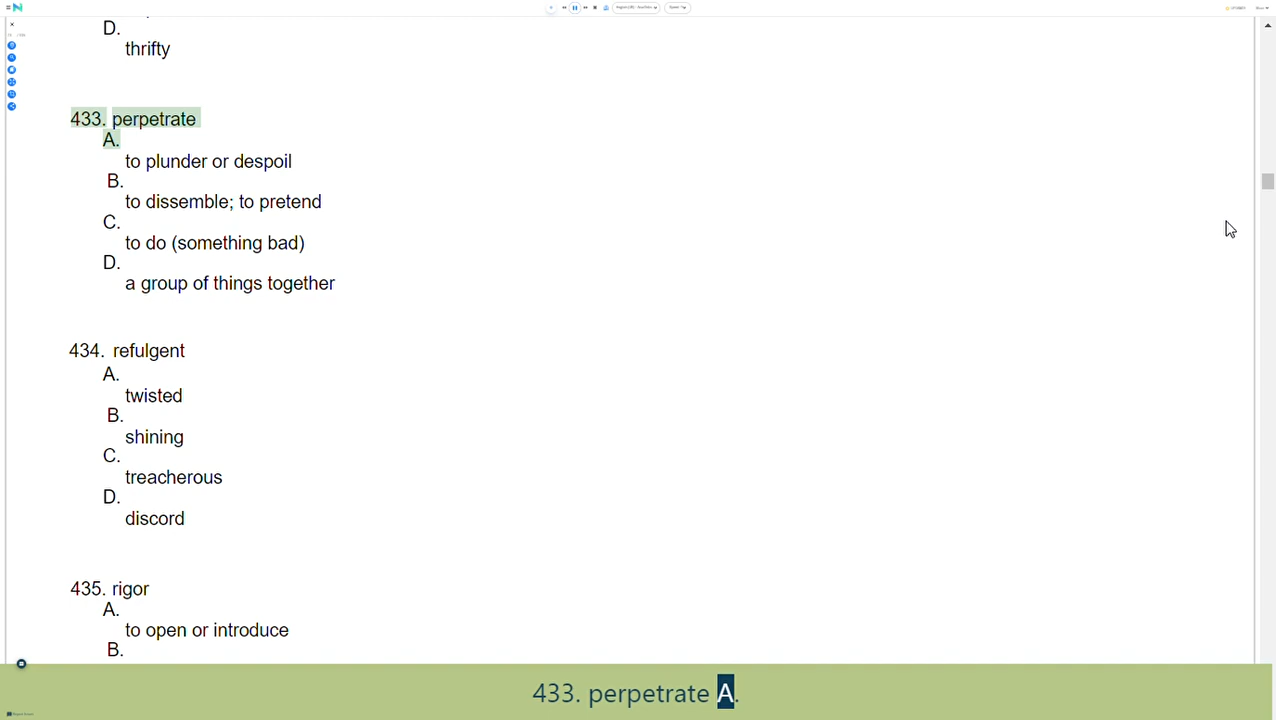 D.
thrifty
433. perpetrate
A.
to plunder or despoil
B.
to dissemble; to pretend
C.
to do (something bad)
D.
a group of things together
434. refulgent
A.
twisted
B.
shining
C.
treacherous
D.
discord
435. rigor
A.
to open or introduce
B.
433. perpetrate A.